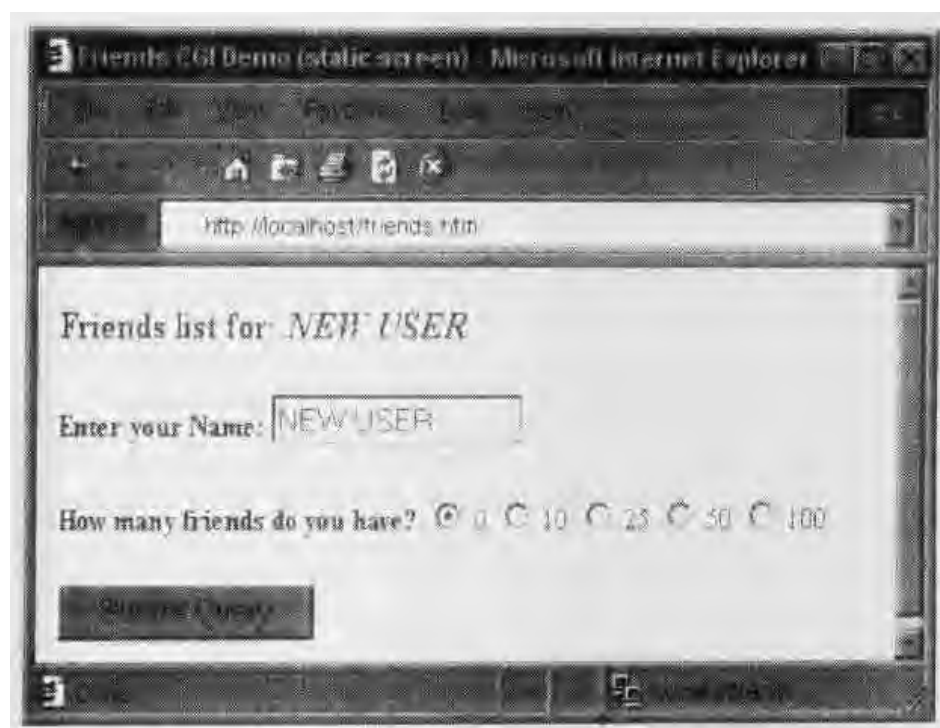 Friends CGI Demo (static screen) - Microsoft Internet Explorer
View
http://localhost/friends.htm
Friends list for: NEW USER
Enter your Name: NEW USER
How many friends do you have? 0 10 25 50 100
Submit Query